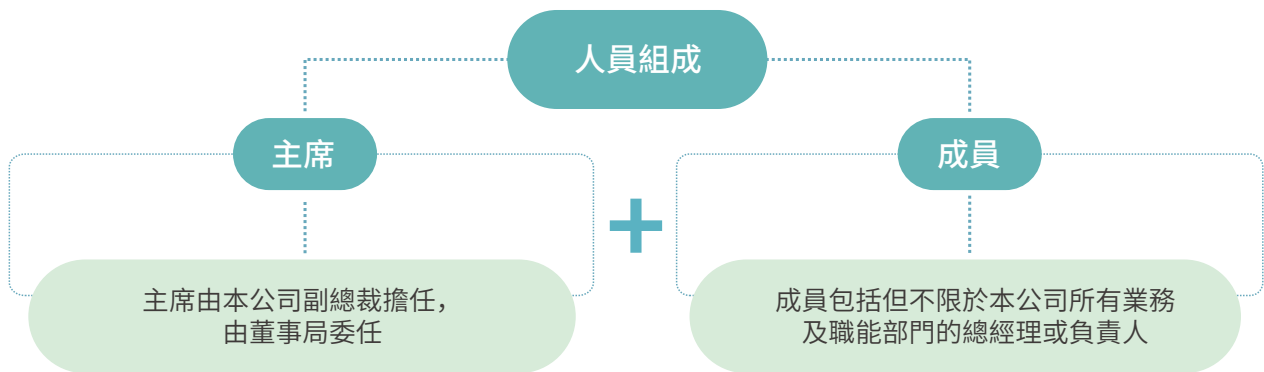 人員組成
主席
成員
主席由本公司副總裁擔任，
由董事局委任
成員包括但不限於本公司所有業務
及職能部門的總經理或負責人